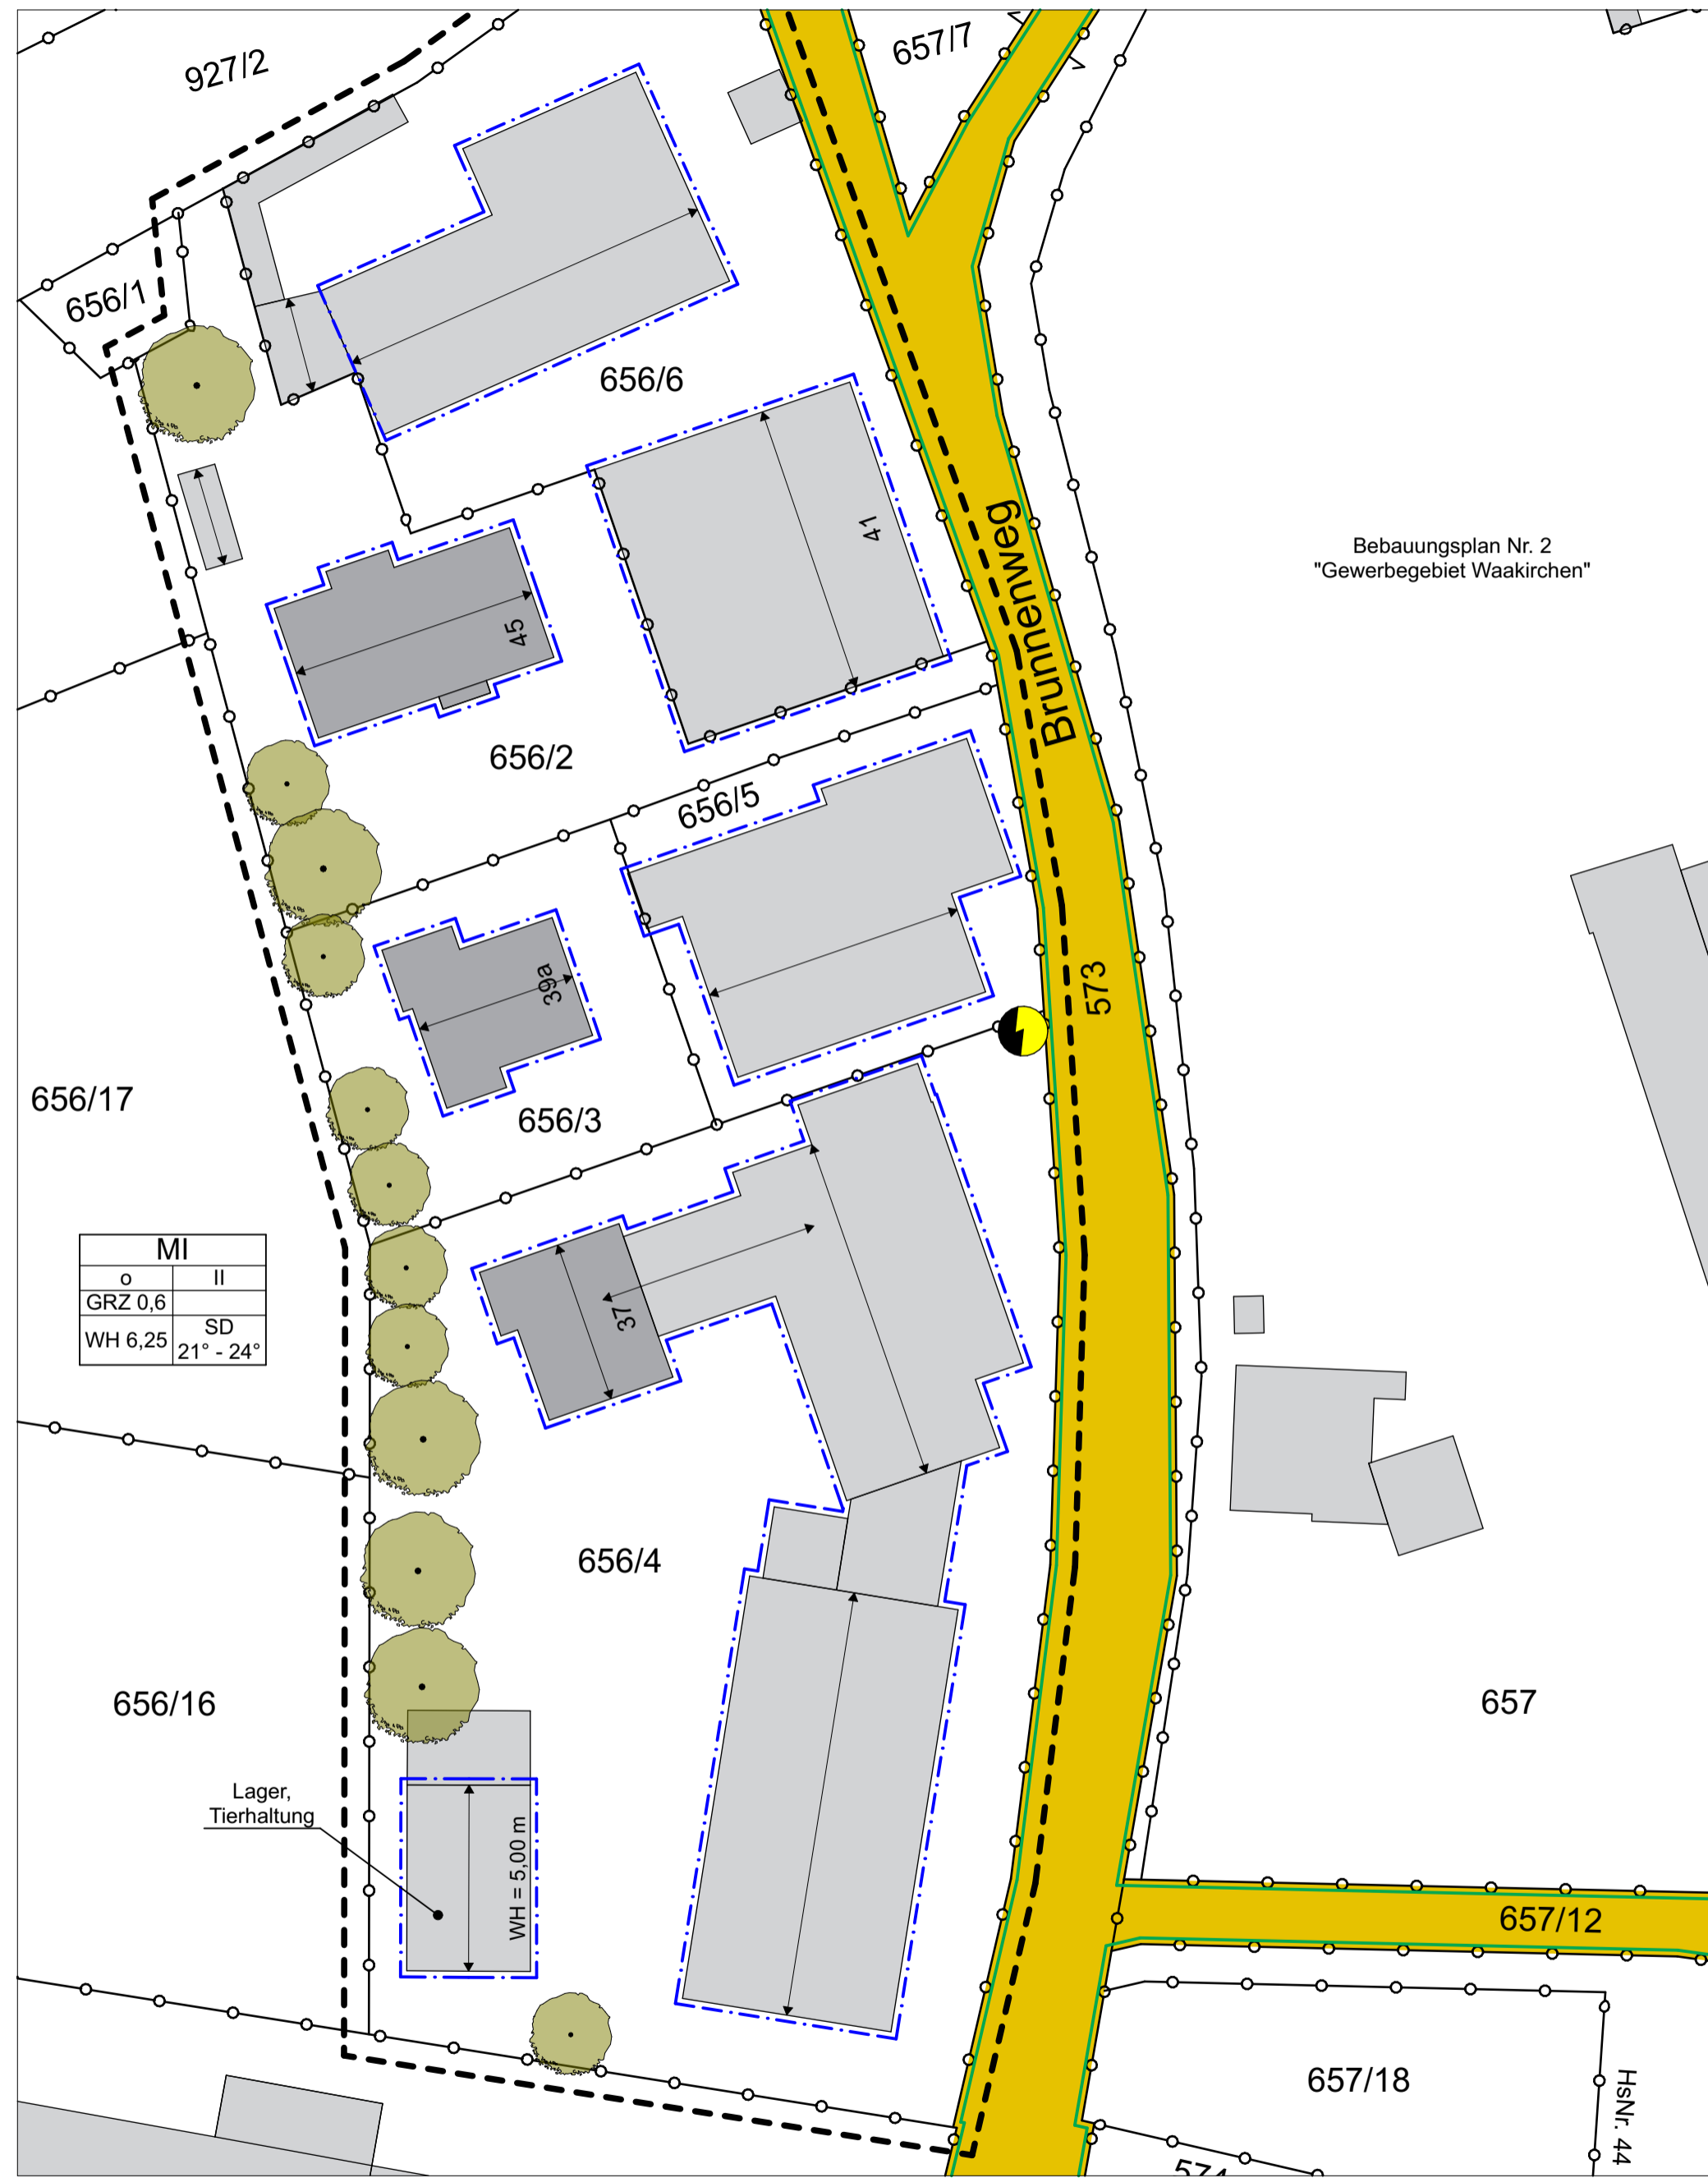 927/2
657/7
656/1
656/6
41
Brunnenweg
Bebauungsplan Nr. 2
"Gewerbegebiet Waakirchen"
45
656/2
656/5
39a
573
656/17
656/3
MI
o II
GRZ 0,6
WH 6,25 SD
21° - 24°
37
656/4
656/16
657
Lager,
Tierhaltung
WH = 5,00 m
657/12
657/18
HsNr. 44